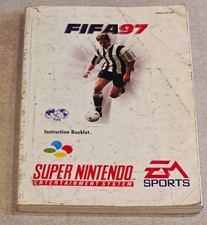 FIFA97
Instruction Booklet
SUPER NINTENDO
ENTERTAINMENT SYSTEM
EA
SPORTS